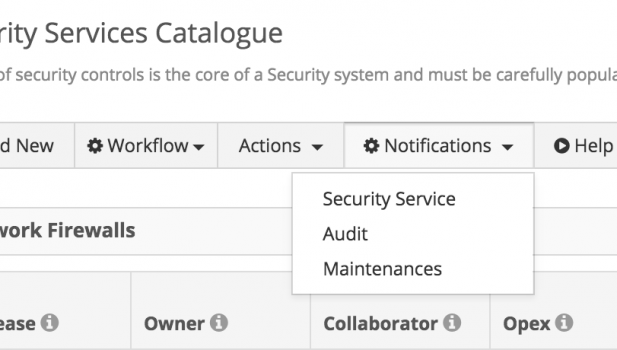 rity Services Catalogue
of security controls is the core of a Security system and must be carefully popula
d New Workflow Actions Notifications Help
Security Service
Audit
Maintenances
work Firewalls
ease Owner Collaborator Opex